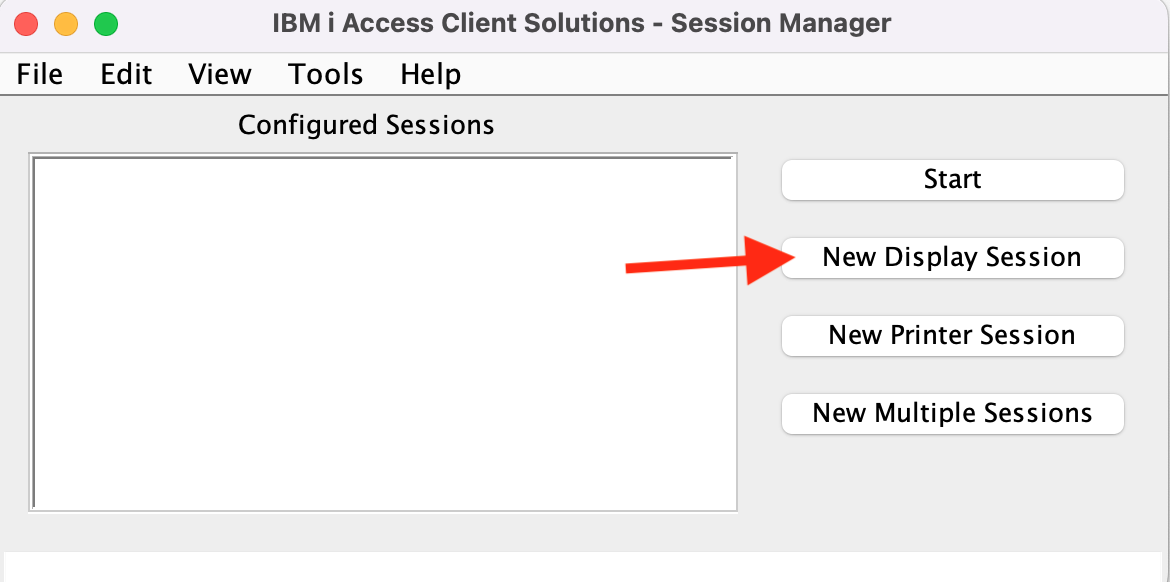 IBM i Access Client Solutions - Session Manager
File Edit View Tools Help
Configured Sessions
Start
New Display Session
New Printer Session
New Multiple Sessions